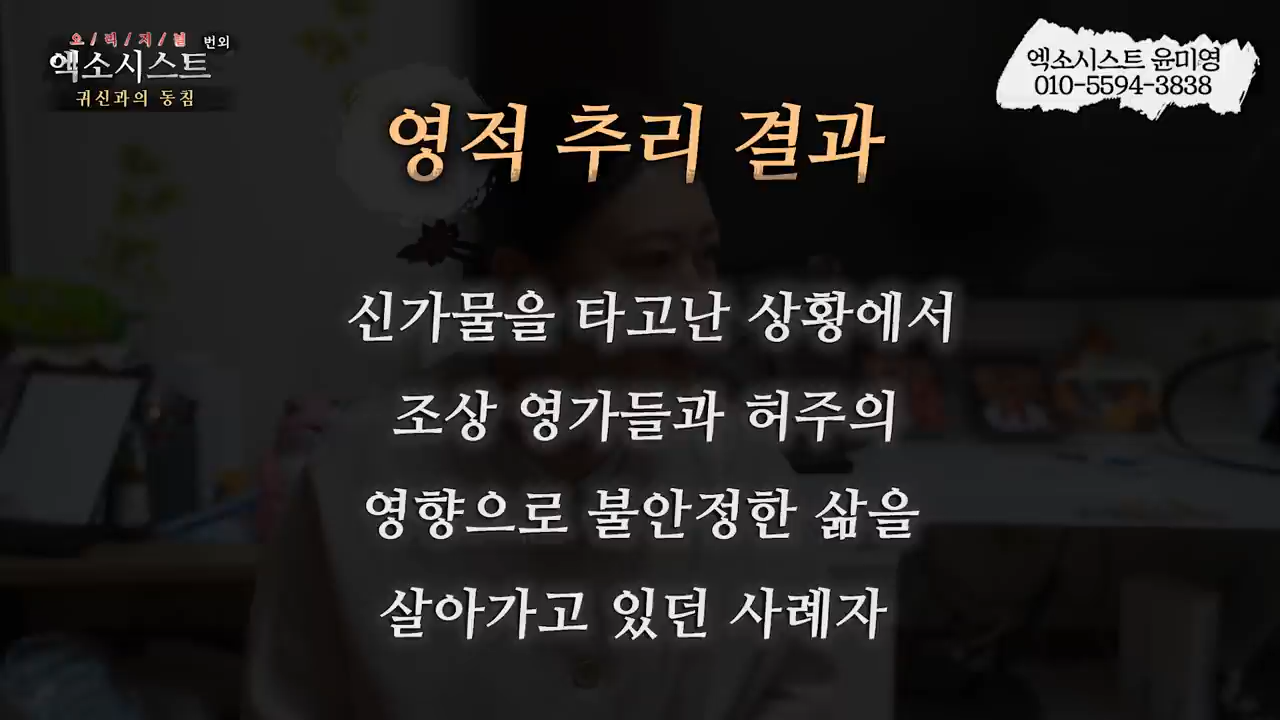 오/리/지/널 번외
엑소시스트
귀신과의 동침
엑소시스트 윤미영
010-5594-3838
영적 추리 결과
신가물을 타고난 상황에서
조상 영가들과 허주의
영향으로 불안정한 삶을
살아가고 있던 사례자